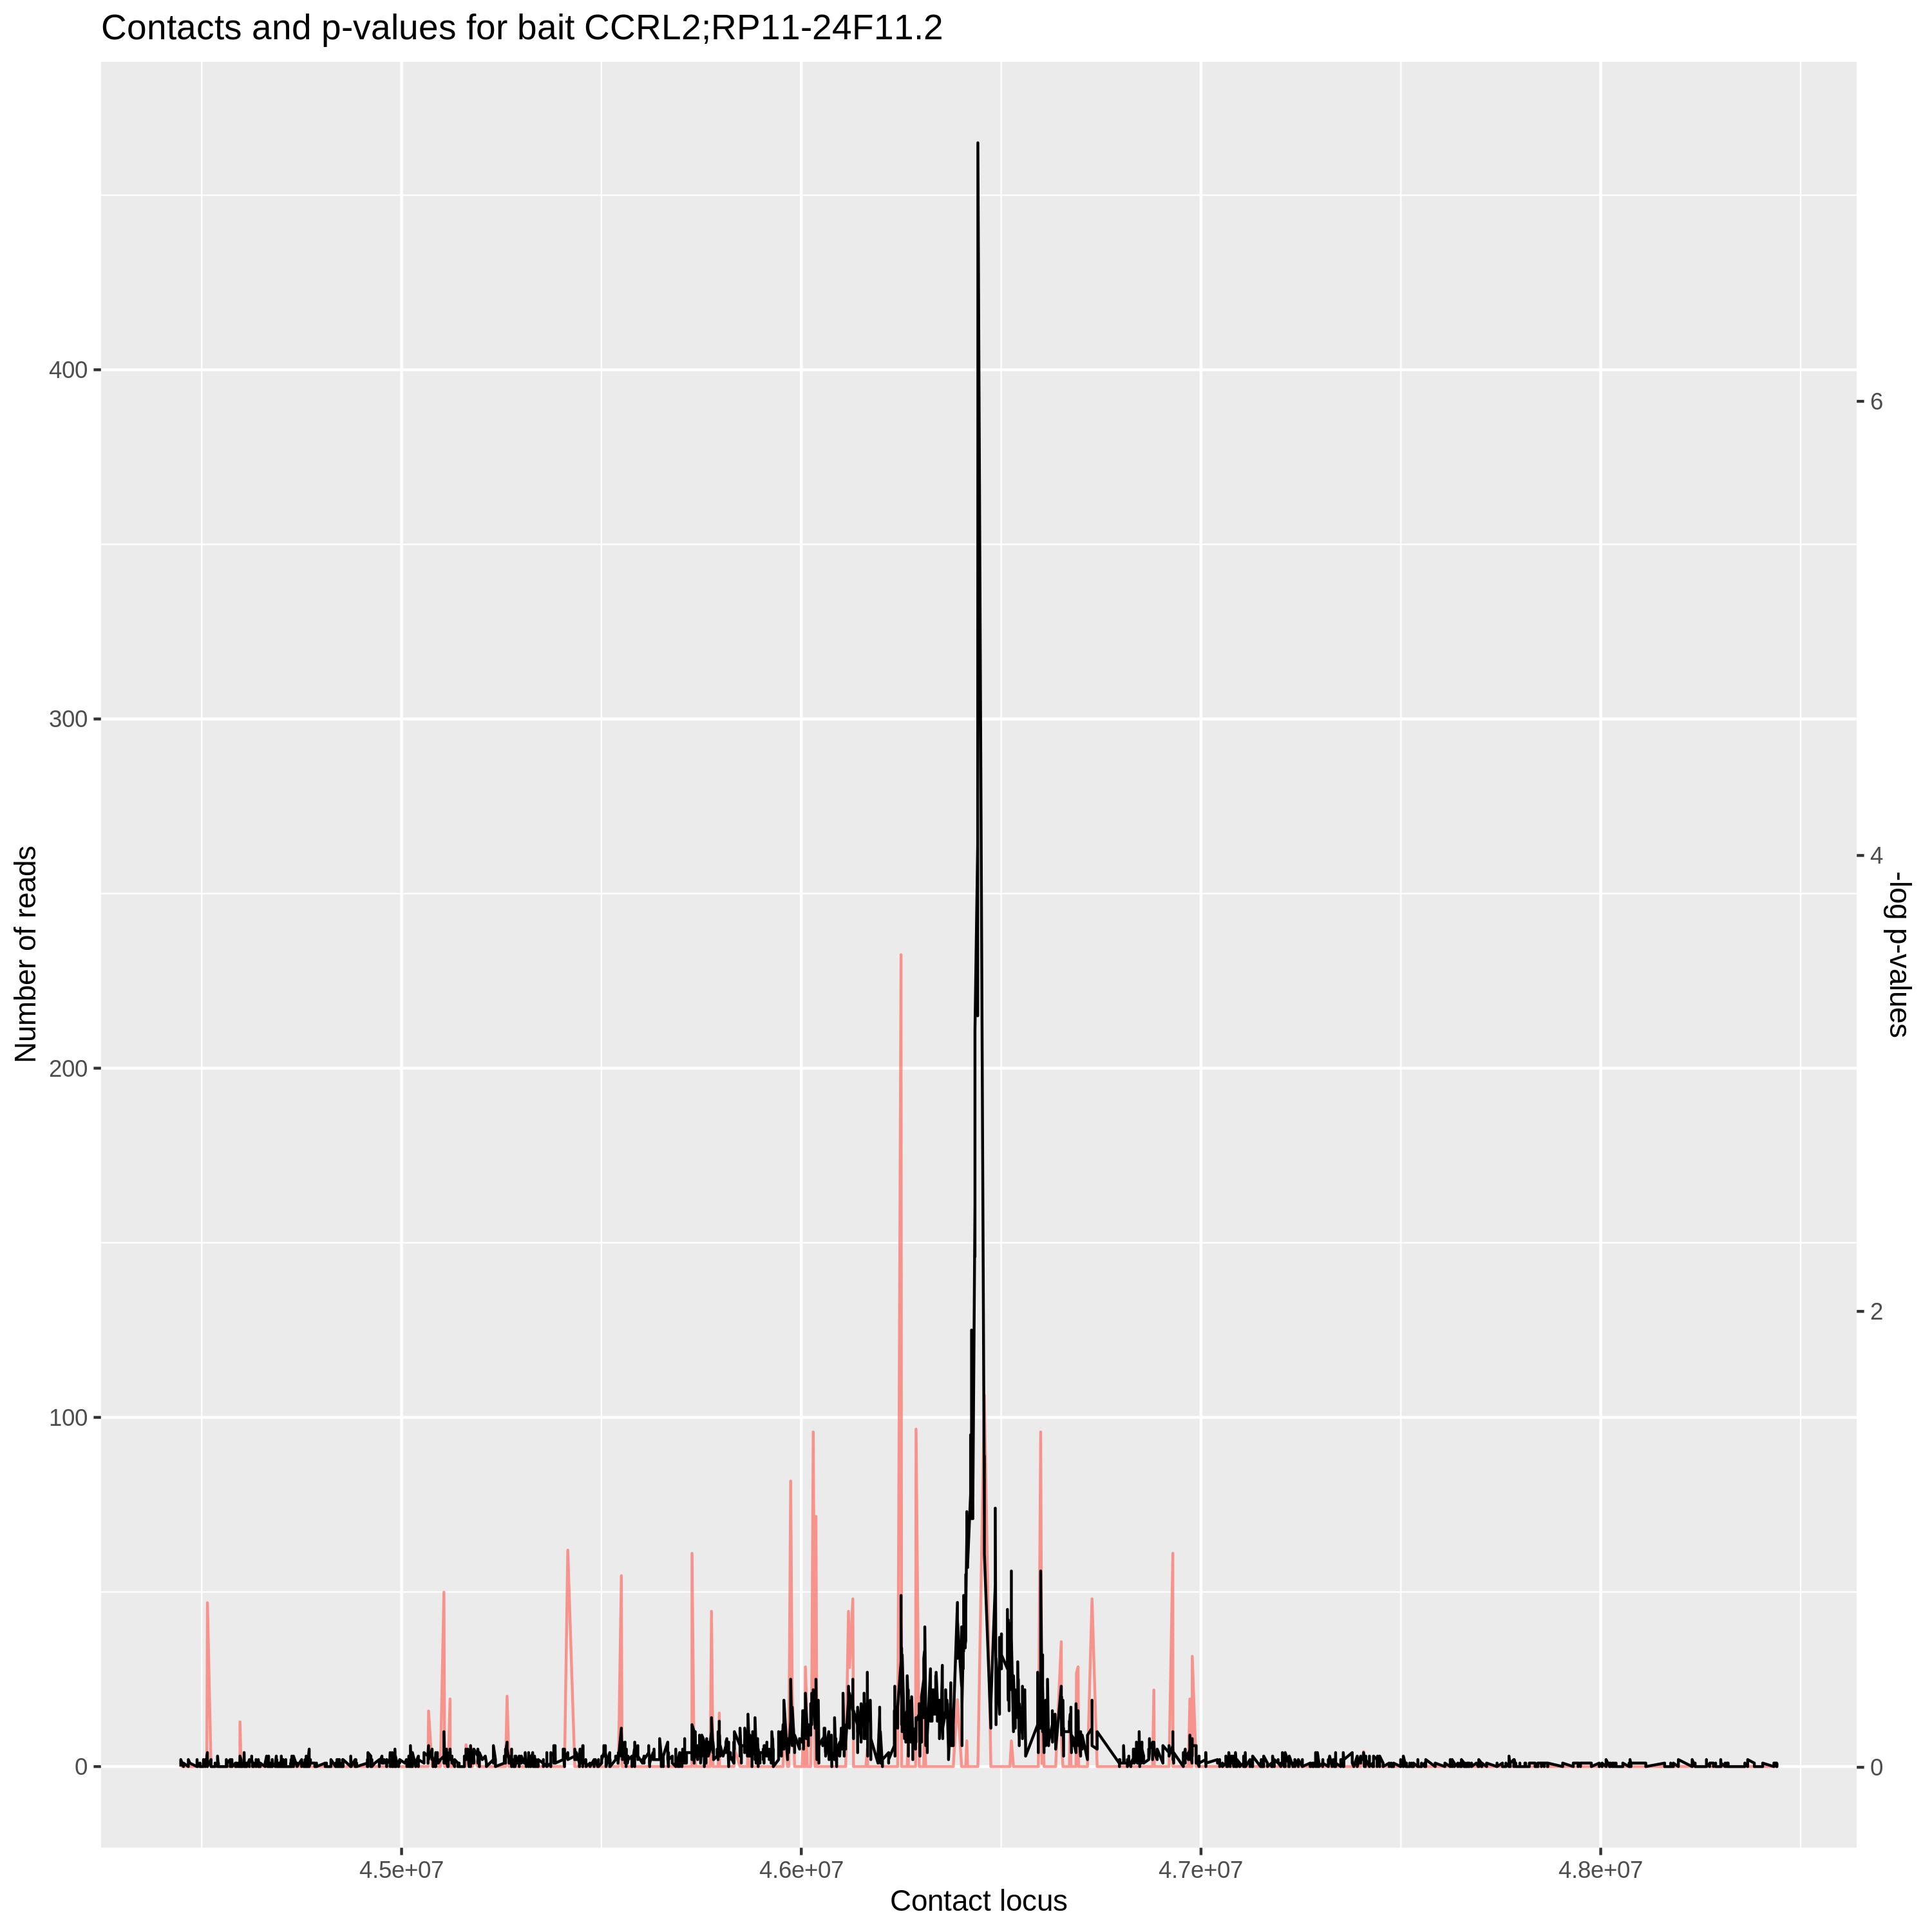 Contacts and p-values for bait CCRL2;RP11-24F11.2
400
300
200
100
0
Number of reads
6
4
2
0
-log p-values
4.5e+07
4.6e+07
4.7e+07
4.8e+07
Contact locus